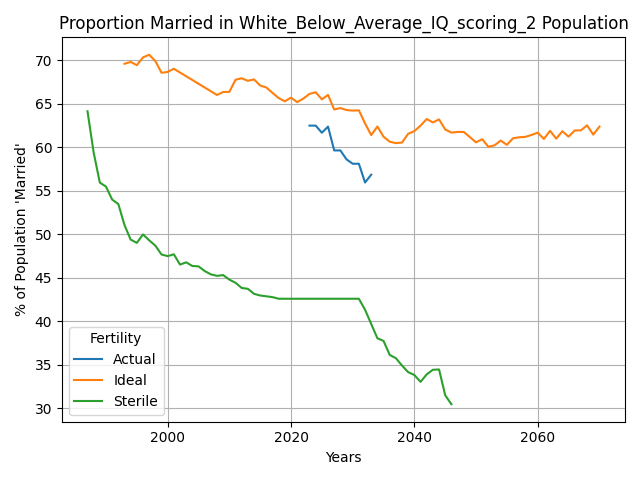 Proportion Married in White_Below_Average_IQ_scoring_2 Population
% of Population 'Married'
70
65
60
55
50
45
40
35
30
Fertility
Actual
Ideal
Sterile
2000
2020
2040
2060
Years